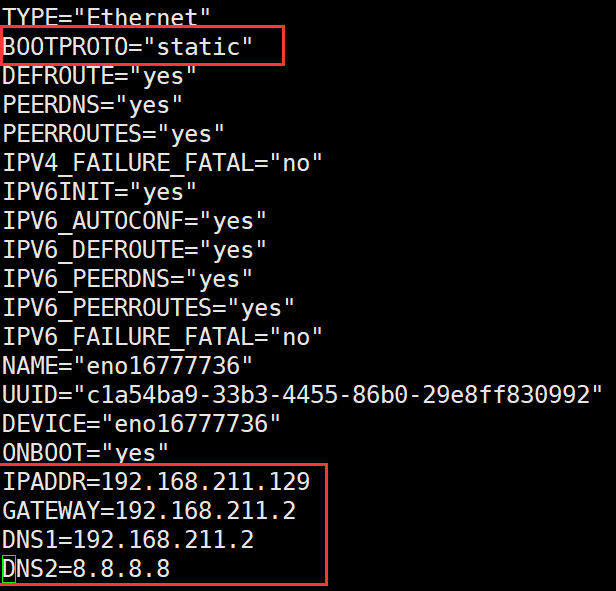 TYPE="Ethernet"
BOOTPROTO="static"
DEFROUTE="yes"
PEERDNS="yes"
PEERROUTES="yes"
IPV4_FAILURE_FATAL="no"
IPV6INIT="yes"
IPV6_AUTOCONF="yes"
IPV6_DEFROUTE="yes"
IPV6_PEERDNS="yes"
IPV6_PEERROUTES="yes"
IPV6_FAILURE_FATAL="no"
NAME="eno16777736"
UUID="c1a54ba9-33b3-4455-86b0-29e8ff830992"
DEVICE="eno16777736"
ONBOOT="yes"
IPADDR=192.168.211.129
GATEWAY=192.168.211.2
DNS1=192.168.211.2
DNS2=8.8.8.8